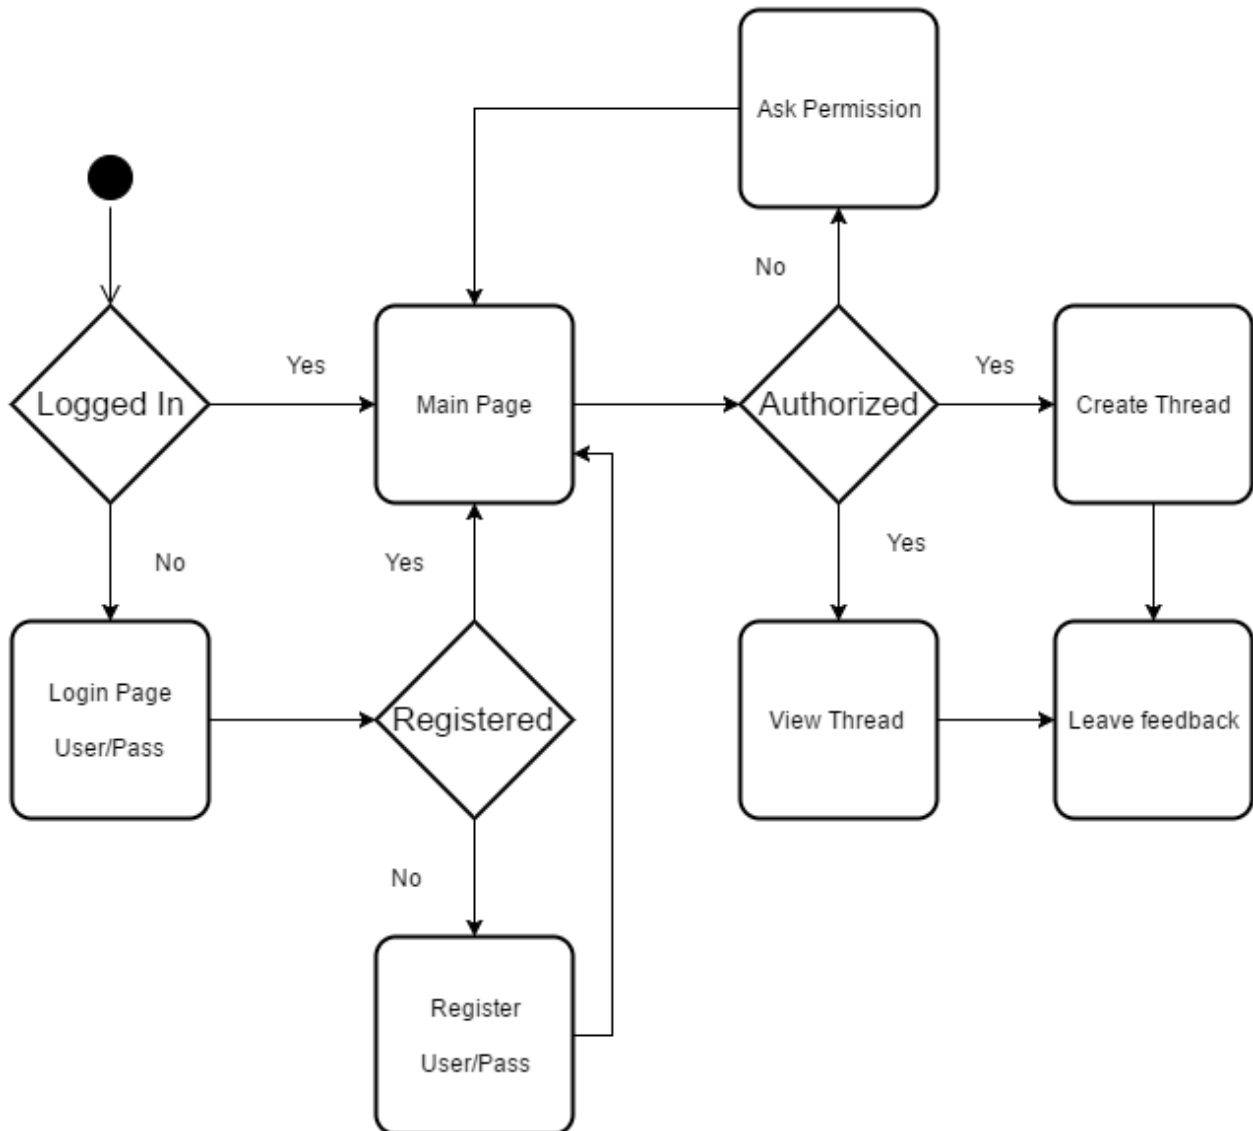 Ask Permission
No
Yes
Yes
Logged In
Main Page
Authorized
Create Thread
No
Yes
Yes
Login Page
User/Pass
Registered
View Thread
Leave feedback
No
Register
User/Pass